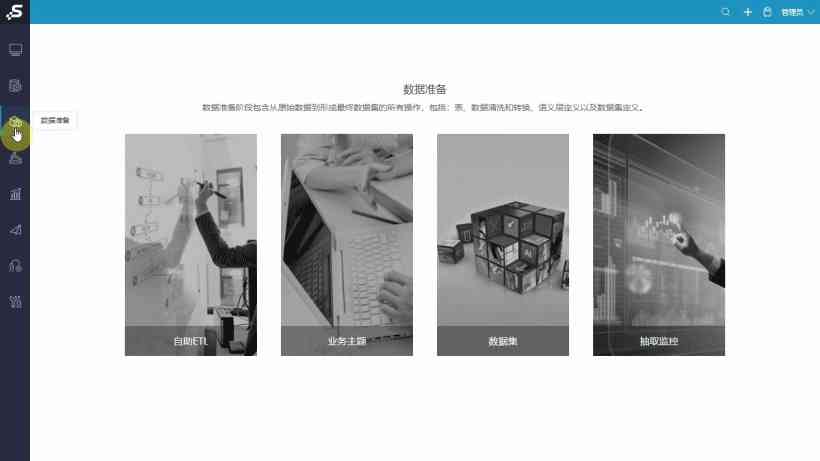 管理员
数据准备
数据准备阶段包含从原始数据到形成最终数据集的所有操作，包括：表、数据清洗和转换、语义层定义以及数据集定义。
数据准备
自助ETL
业务主题
数据集
抽取监控